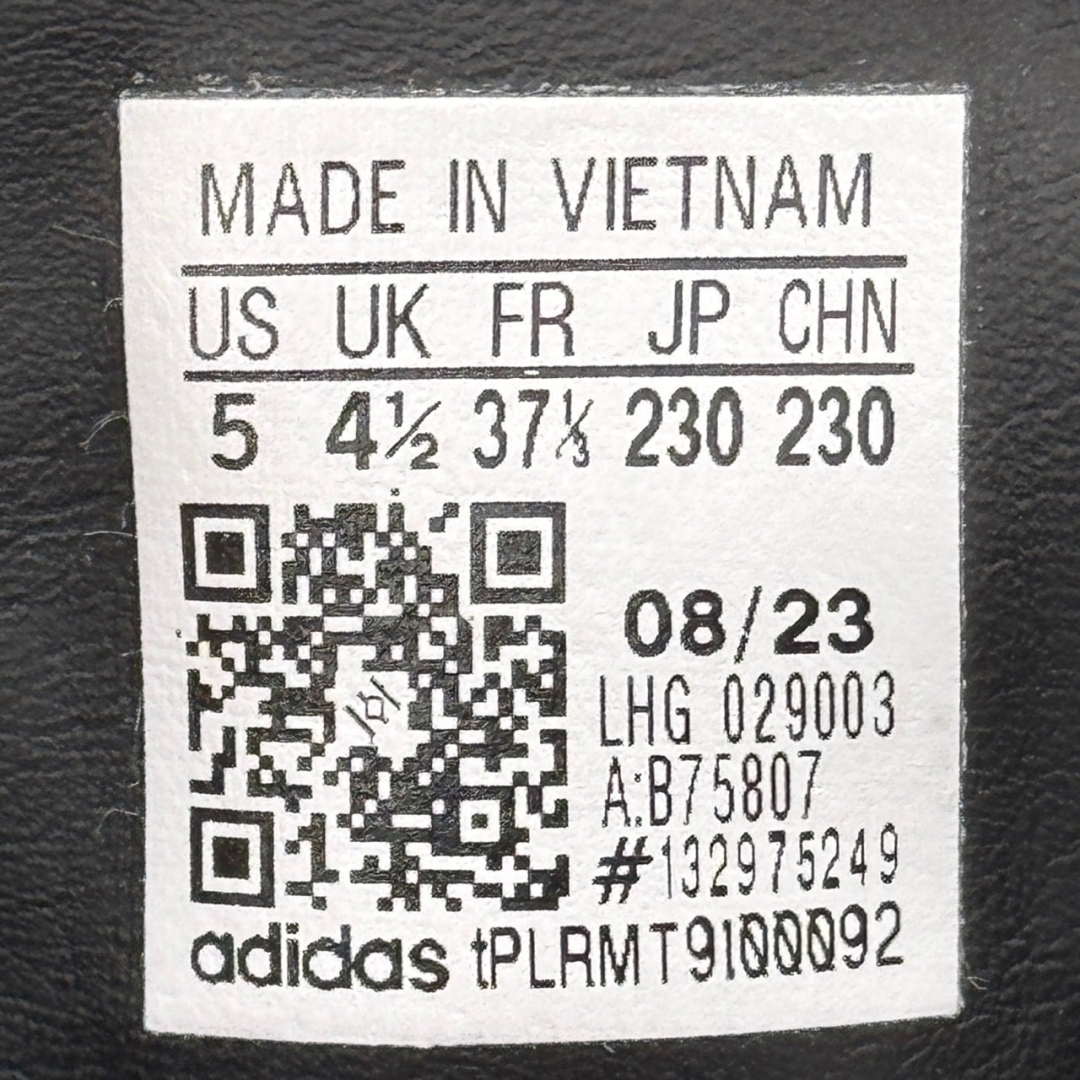 MADE IN VIETNAM
US UK FR JP CHN
5 4½ 37⅓ 230 230
08/23
LHG 029003
A:B75807
#132975249
adidas tPLRMT9100092